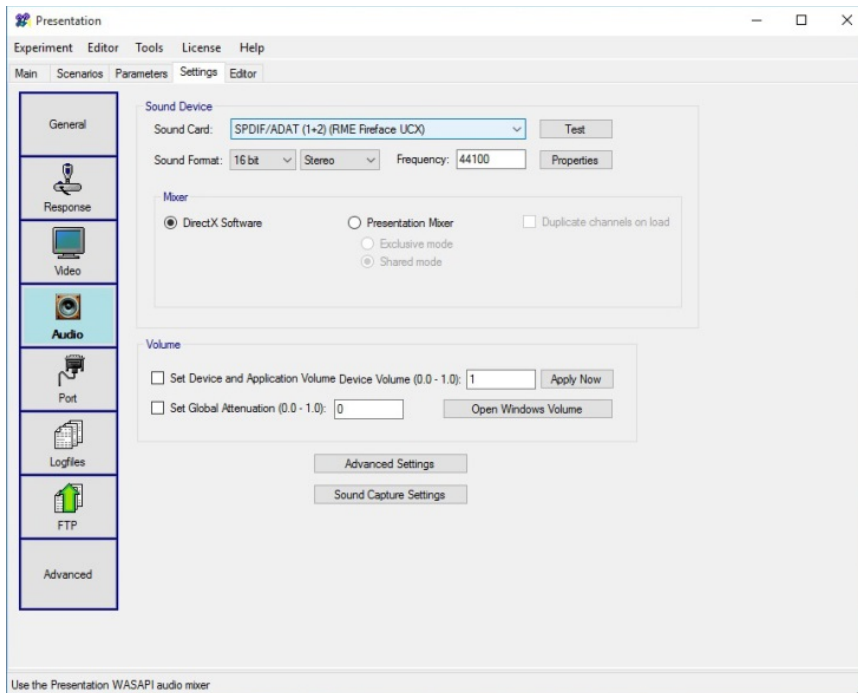 Presentation
Experiment Editor Tools License Help
Main Scenarios Parameters Settings Editor
General
Response
Video
Audio
Port
Logfiles
FTP
Advanced
Sound Device
Sound Card: SPDIF/ADAT (1+2) (RME Fireface UCX) Test
Sound Format: 16 bit Stereo Frequency: 44100 Properties
Mixer
DirectX Software Presentation Mixer Duplicate channels on load
Exclusive mode
Shared mode
Volume
Set Device and Application Volume Device Volume (0.0 - 1.0): 1 Apply Now
Set Global Attenuation (0.0 - 1.0): 0 Open Windows Volume
Advanced Settings
Sound Capture Settings
Use the Presentation WASAPI audio mixer